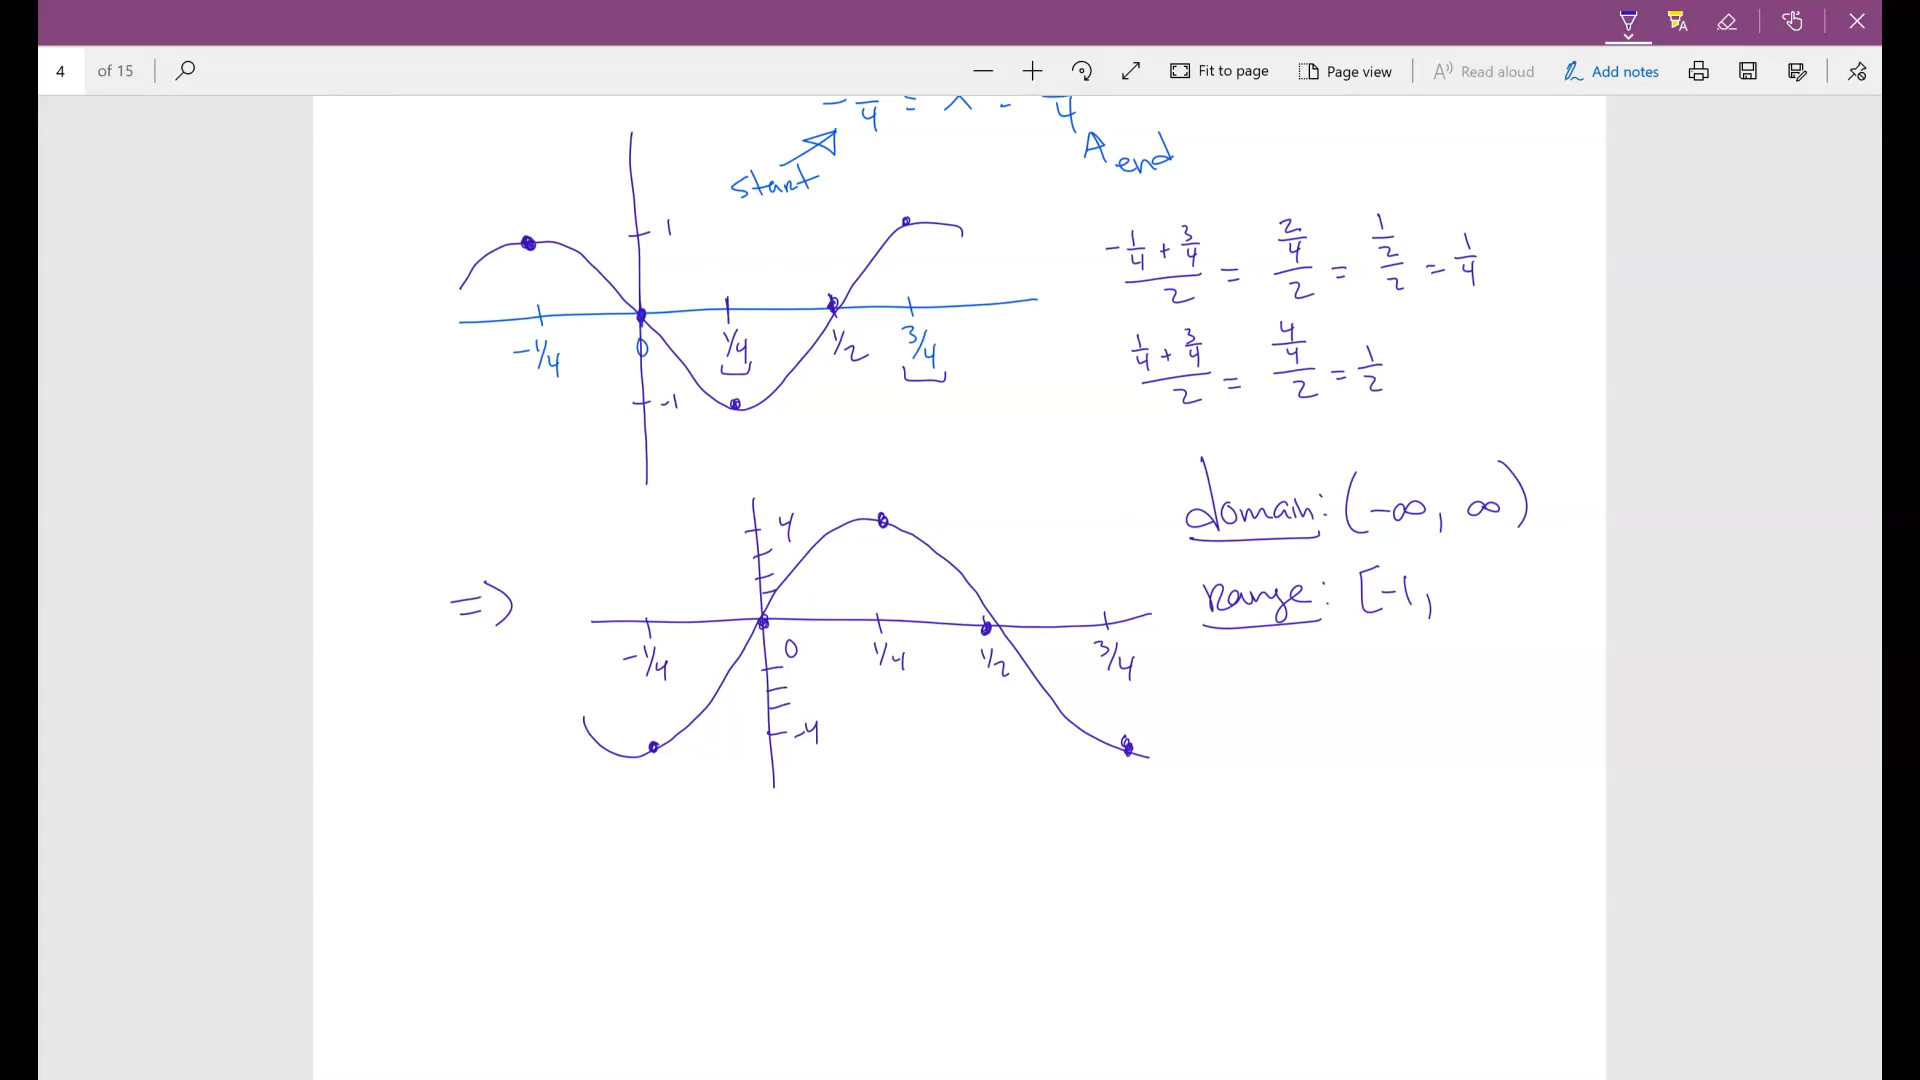 4 of 15 Fit to page Page view Read aloud Add notes
4 = x - 4
start
A end
1
-1/4 0 1/4 1/2 3/4
-1
-1/4 + 3/4 / 2 = 2/4 / 2 = 1/2 / 2 = 1/4
1/4 + 3/4 / 2 = 4/4 / 2 = 1/2
domain: (-∞, ∞)
range: [-1,
=>
4
-1/4 0 1/4 1/2 3/4
-4